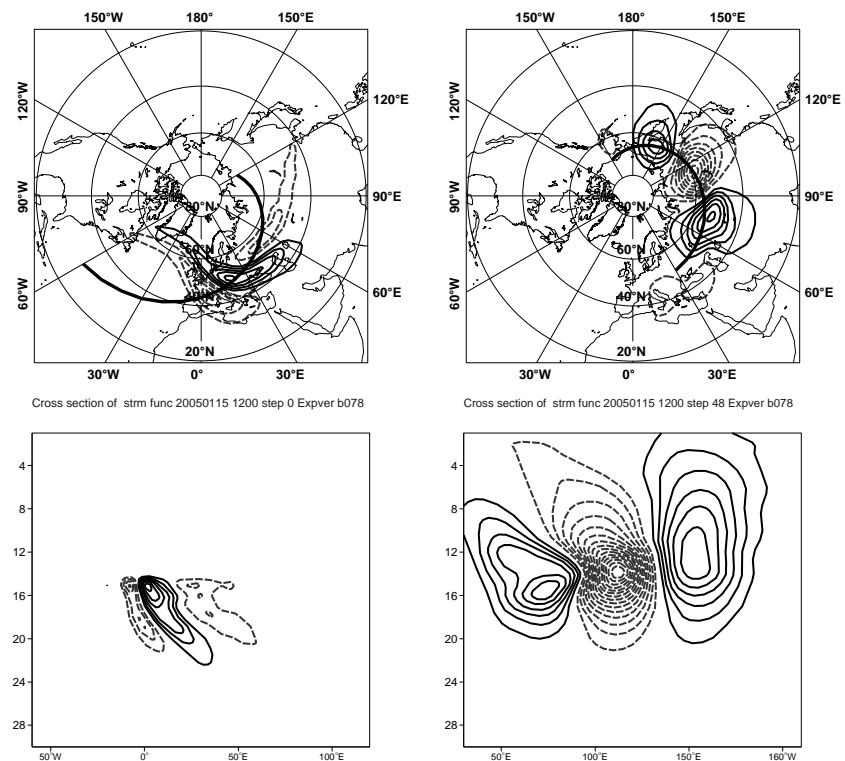 150°W 180° 150°E
120°W 120°E
90°W 90°E
60°W 60°E
80°N
60°N
40°N
20°N
30°W 0° 30°E
150°W 180° 150°E
120°W 120°E
90°W 90°E
60°W 60°E
80°N
60°N
40°N
20°N
30°W 0° 30°E
Cross section of strm func 20050115 1200 step 0 Expver b078
4
8
12
16
20
24
28
50°W 0° 50°E 100°E
Cross section of strm func 20050115 1200 step 48 Expver b078
4
8
12
16
20
24
28
50°E 100°E 150°E 160°W